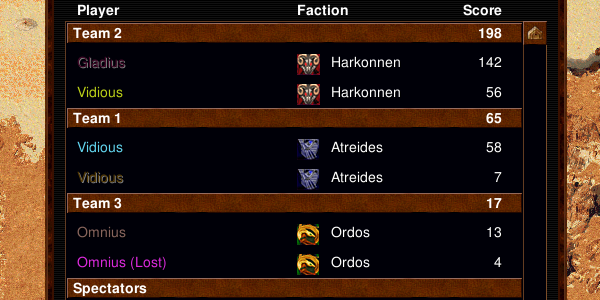 Player Faction Score
Team 2 198
Gladius Harkonnen 142
Vidious Harkonnen 56
Team 1 65
Vidious Atreides 58
Vidious Atreides 7
Team 3 17
Omnius Ordos 13
Omnius (Lost) Ordos 4
Spectators